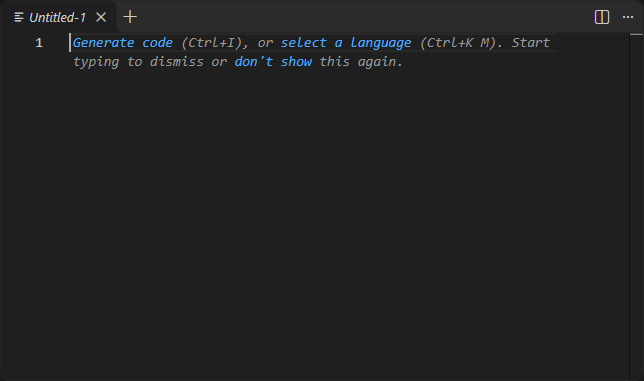 Untitled-1
1
Generate code (Ctrl+I), or select a language (Ctrl+K M). Start
typing to dismiss or don't show this again.